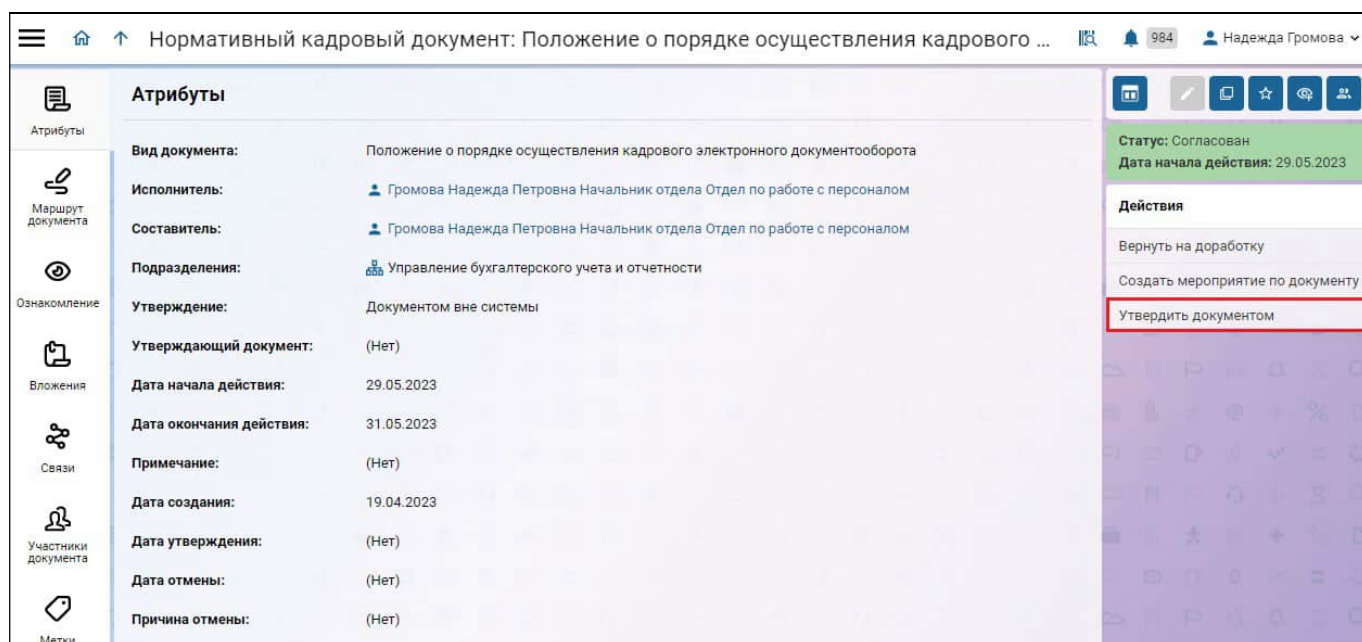 Нормативный кадровый документ: Положение о порядке осуществления кадрового ...
984
Надежда Громова
Атрибуты
Маршрут
документа
Ознакомление
Вложения
Связи
Участники
документа
Метки
Атрибуты
Вид документа: Положение о порядке осуществления кадрового электронного документооборота
Исполнитель: Громова Надежда Петровна Начальник отдела Отдел по работе с персоналом
Составитель: Громова Надежда Петровна Начальник отдела Отдел по работе с персоналом
Подразделения: Управление бухгалтерского учета и отчетности
Утверждение: Документом вне системы
Утверждающий документ: (Нет)
Дата начала действия: 29.05.2023
Дата окончания действия: 31.05.2023
Примечание: (Нет)
Дата создания: 19.04.2023
Дата утверждения: (Нет)
Дата отмены: (Нет)
Причина отмены: (Нет)
Статус: Согласован
Дата начала действия: 29.05.2023
Действия
Вернуть на доработку
Создать мероприятие по документу
Утвердить документом